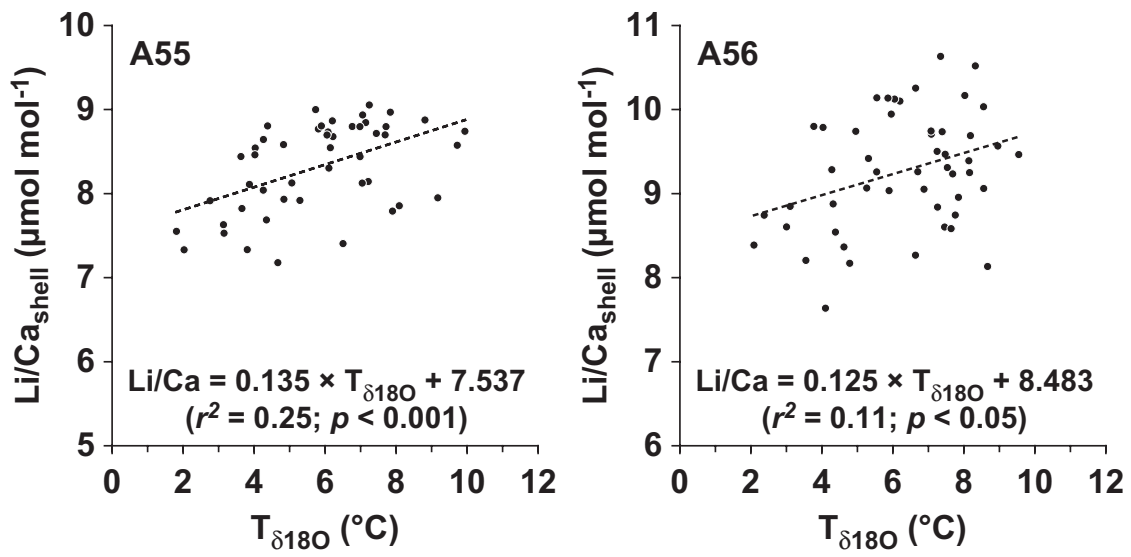 A55
10
9
8
7
6
5
Li/Ca_shell (µmol mol⁻¹)
Li/Ca = 0.135 × T_δ18O + 7.537
(r² = 0.25; p < 0.001)
0 2 4 6 8 10 12
T_δ18O (°C)
A56
11
10
9
8
7
6
Li/Ca_shell (µmol mol⁻¹)
Li/Ca = 0.125 × T_δ18O + 8.483
(r² = 0.11; p < 0.05)
0 2 4 6 8 10 12
T_δ18O (°C)